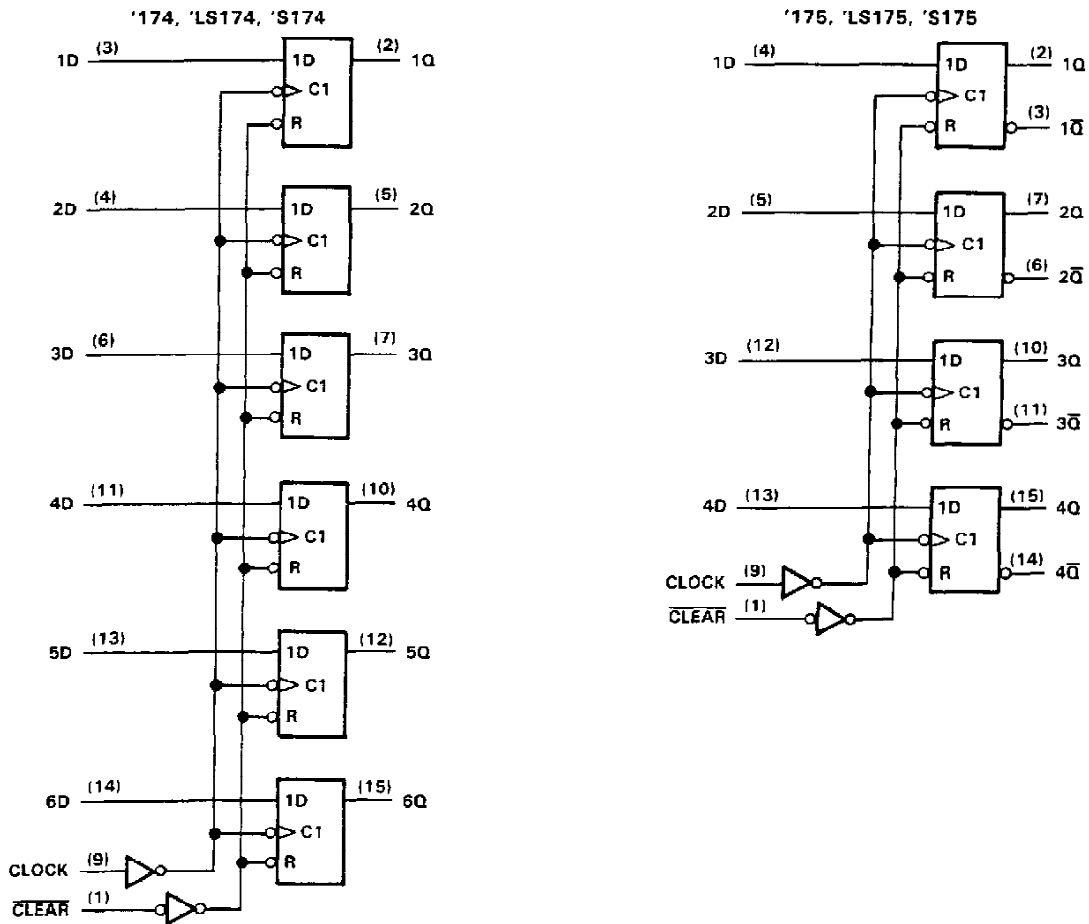 '174, 'LS174, 'S174
1D (3) 1D (2) 1Q
C1
R
2D (4) 1D (5) 2Q
C1
R
3D (6) 1D (7) 3Q
C1
R
4D (11) 1D (10) 4Q
C1
R
5D (13) 1D (12) 5Q
C1
R
6D (14) 1D (15) 6Q
C1
CLOCK (9) R
C̅L̅E̅A̅R̅ (1)
'175, 'LS175, 'S175
1D (4) 1D (2) 1Q
C1
R (3) 1Q̅
2D (5) 1D (7) 2Q
C1
R (6) 2Q̅
3D (12) 1D (10) 3Q
C1
R (11) 3Q̅
4D (13) 1D (15) 4Q
C1
CLOCK (9) R (14) 4Q̅
C̅L̅E̅A̅R̅ (1)